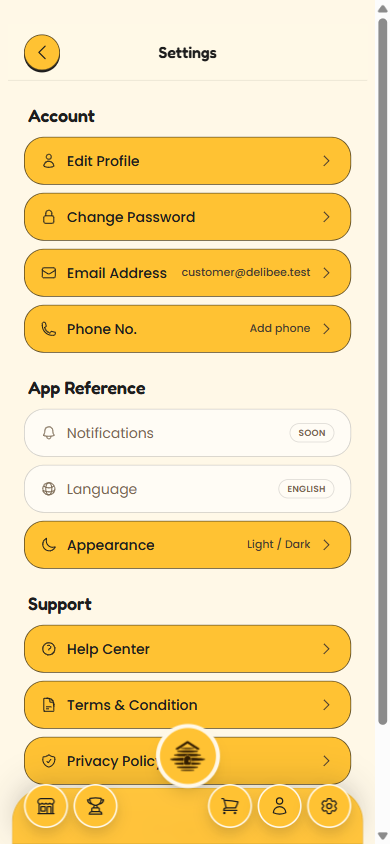 Settings
Account
Edit Profile
Change Password
Email Address customer@delibee.test
Phone No. Add phone
App Reference
Notifications SOON
Language ENGLISH
Appearance Light / Dark
Support
Help Center
Terms & Condition
Privacy Policy